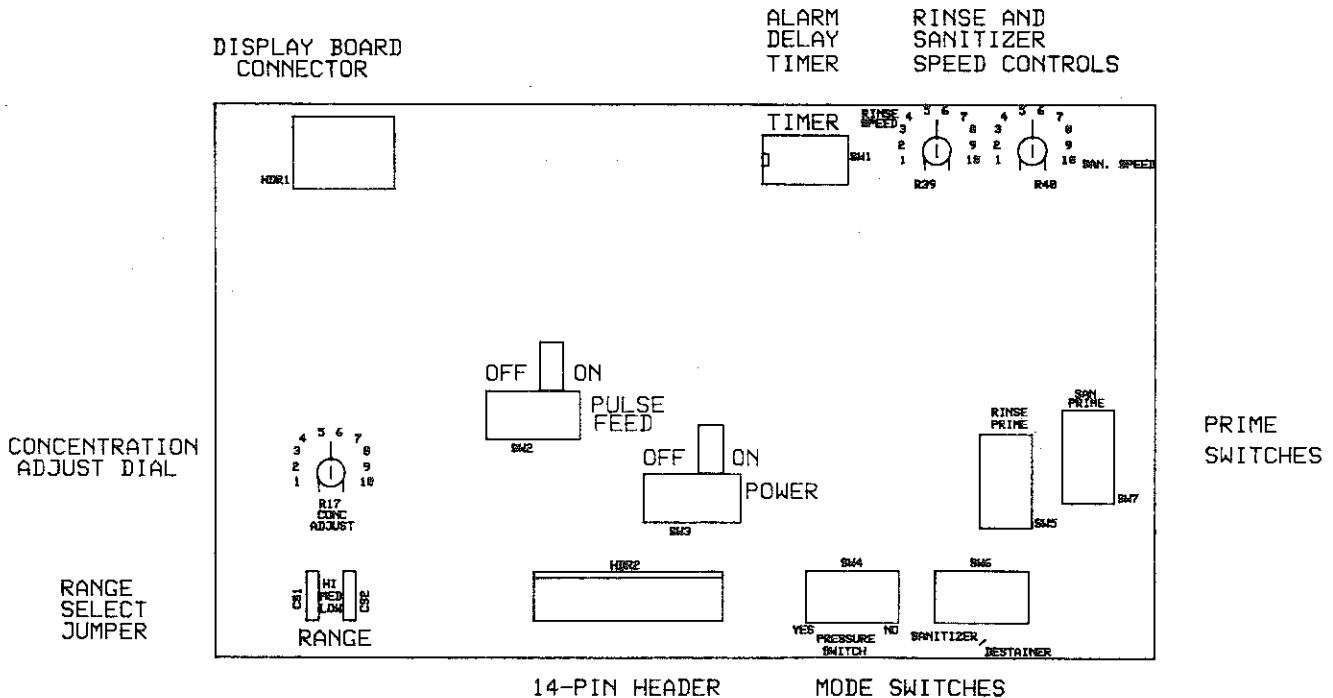 DISPLAY BOARD
CONNECTOR
ALARM
DELAY
TIMER
RINSE AND
SANITIZER
SPEED CONTROLS
HDR1
TIMER
SW1
RINSE
SPEED
1 2 3 4 5 6 7 8 9 10
R39
1 2 3 4 5 6 7 8 9 10
R40
SAN. SPEED
OFF ON
PULSE
FEED
SW2
OFF ON
POWER
SW3
RINSE
PRIME
SW5
SAN
PRIME
SW7
PRIME
SWITCHES
CONCENTRATION
ADJUST DIAL
1 2 3 4 5 6 7 8 9 10
R17
CONC
ADJUST
RANGE
SELECT
JUMPER
CS1
HI
MED
LOW
CS2
RANGE
HDR2
14-PIN HEADER
SW4
YES NO
PRESSURE
SWITCH
SW6
SANITIZER/
DESTAINER
MODE SWITCHES